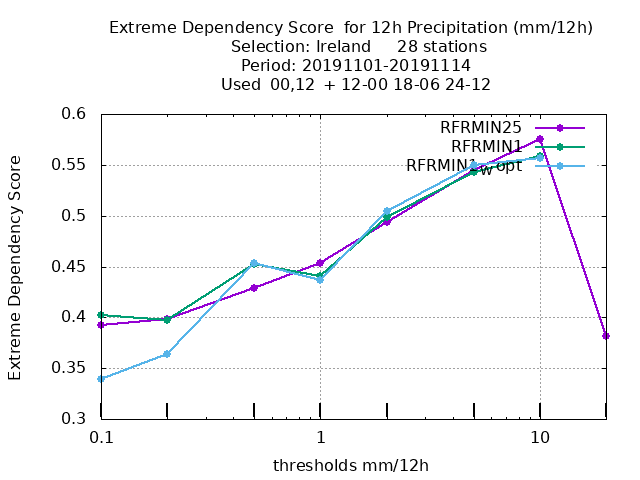 Extreme Dependency Score  for 12h Precipitation (mm/12h)
Selection: Ireland     28 stations
Period: 20191101-20191114
Used  00,12  + 12-00 18-06 24-12
RFRMIN25
RFRMIN1
RFRMIN1wopt
Extreme Dependency Score
0.6
0.55
0.5
0.45
0.4
0.35
0.3
0.1
1
10
thresholds mm/12h